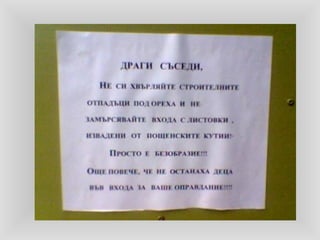 ДРАГИ СЪСЕДИ,
НЕ СИ ХВЪРЛЯЙТЕ СТРОИТЕЛНИТЕ
ОТПАДЪЦИ ПОД ОРЕХА И НЕ
ЗАМЪРСЯВАЙТЕ ВХОДА С ЛИСТОВКИ ,
ИЗВАДЕНИ ОТ ПОЩЕНСКИТЕ КУТИИ!
ПРОСТО Е БЕЗОБРАЗИЕ!!!
ОЩЕ ПОВЕЧЕ, ЧЕ НЕ ОСТАНАХА ДЕЦА
ВЪВ ВХОДА ЗА ВАШЕ ОПРАВДАНИЕ!!!!